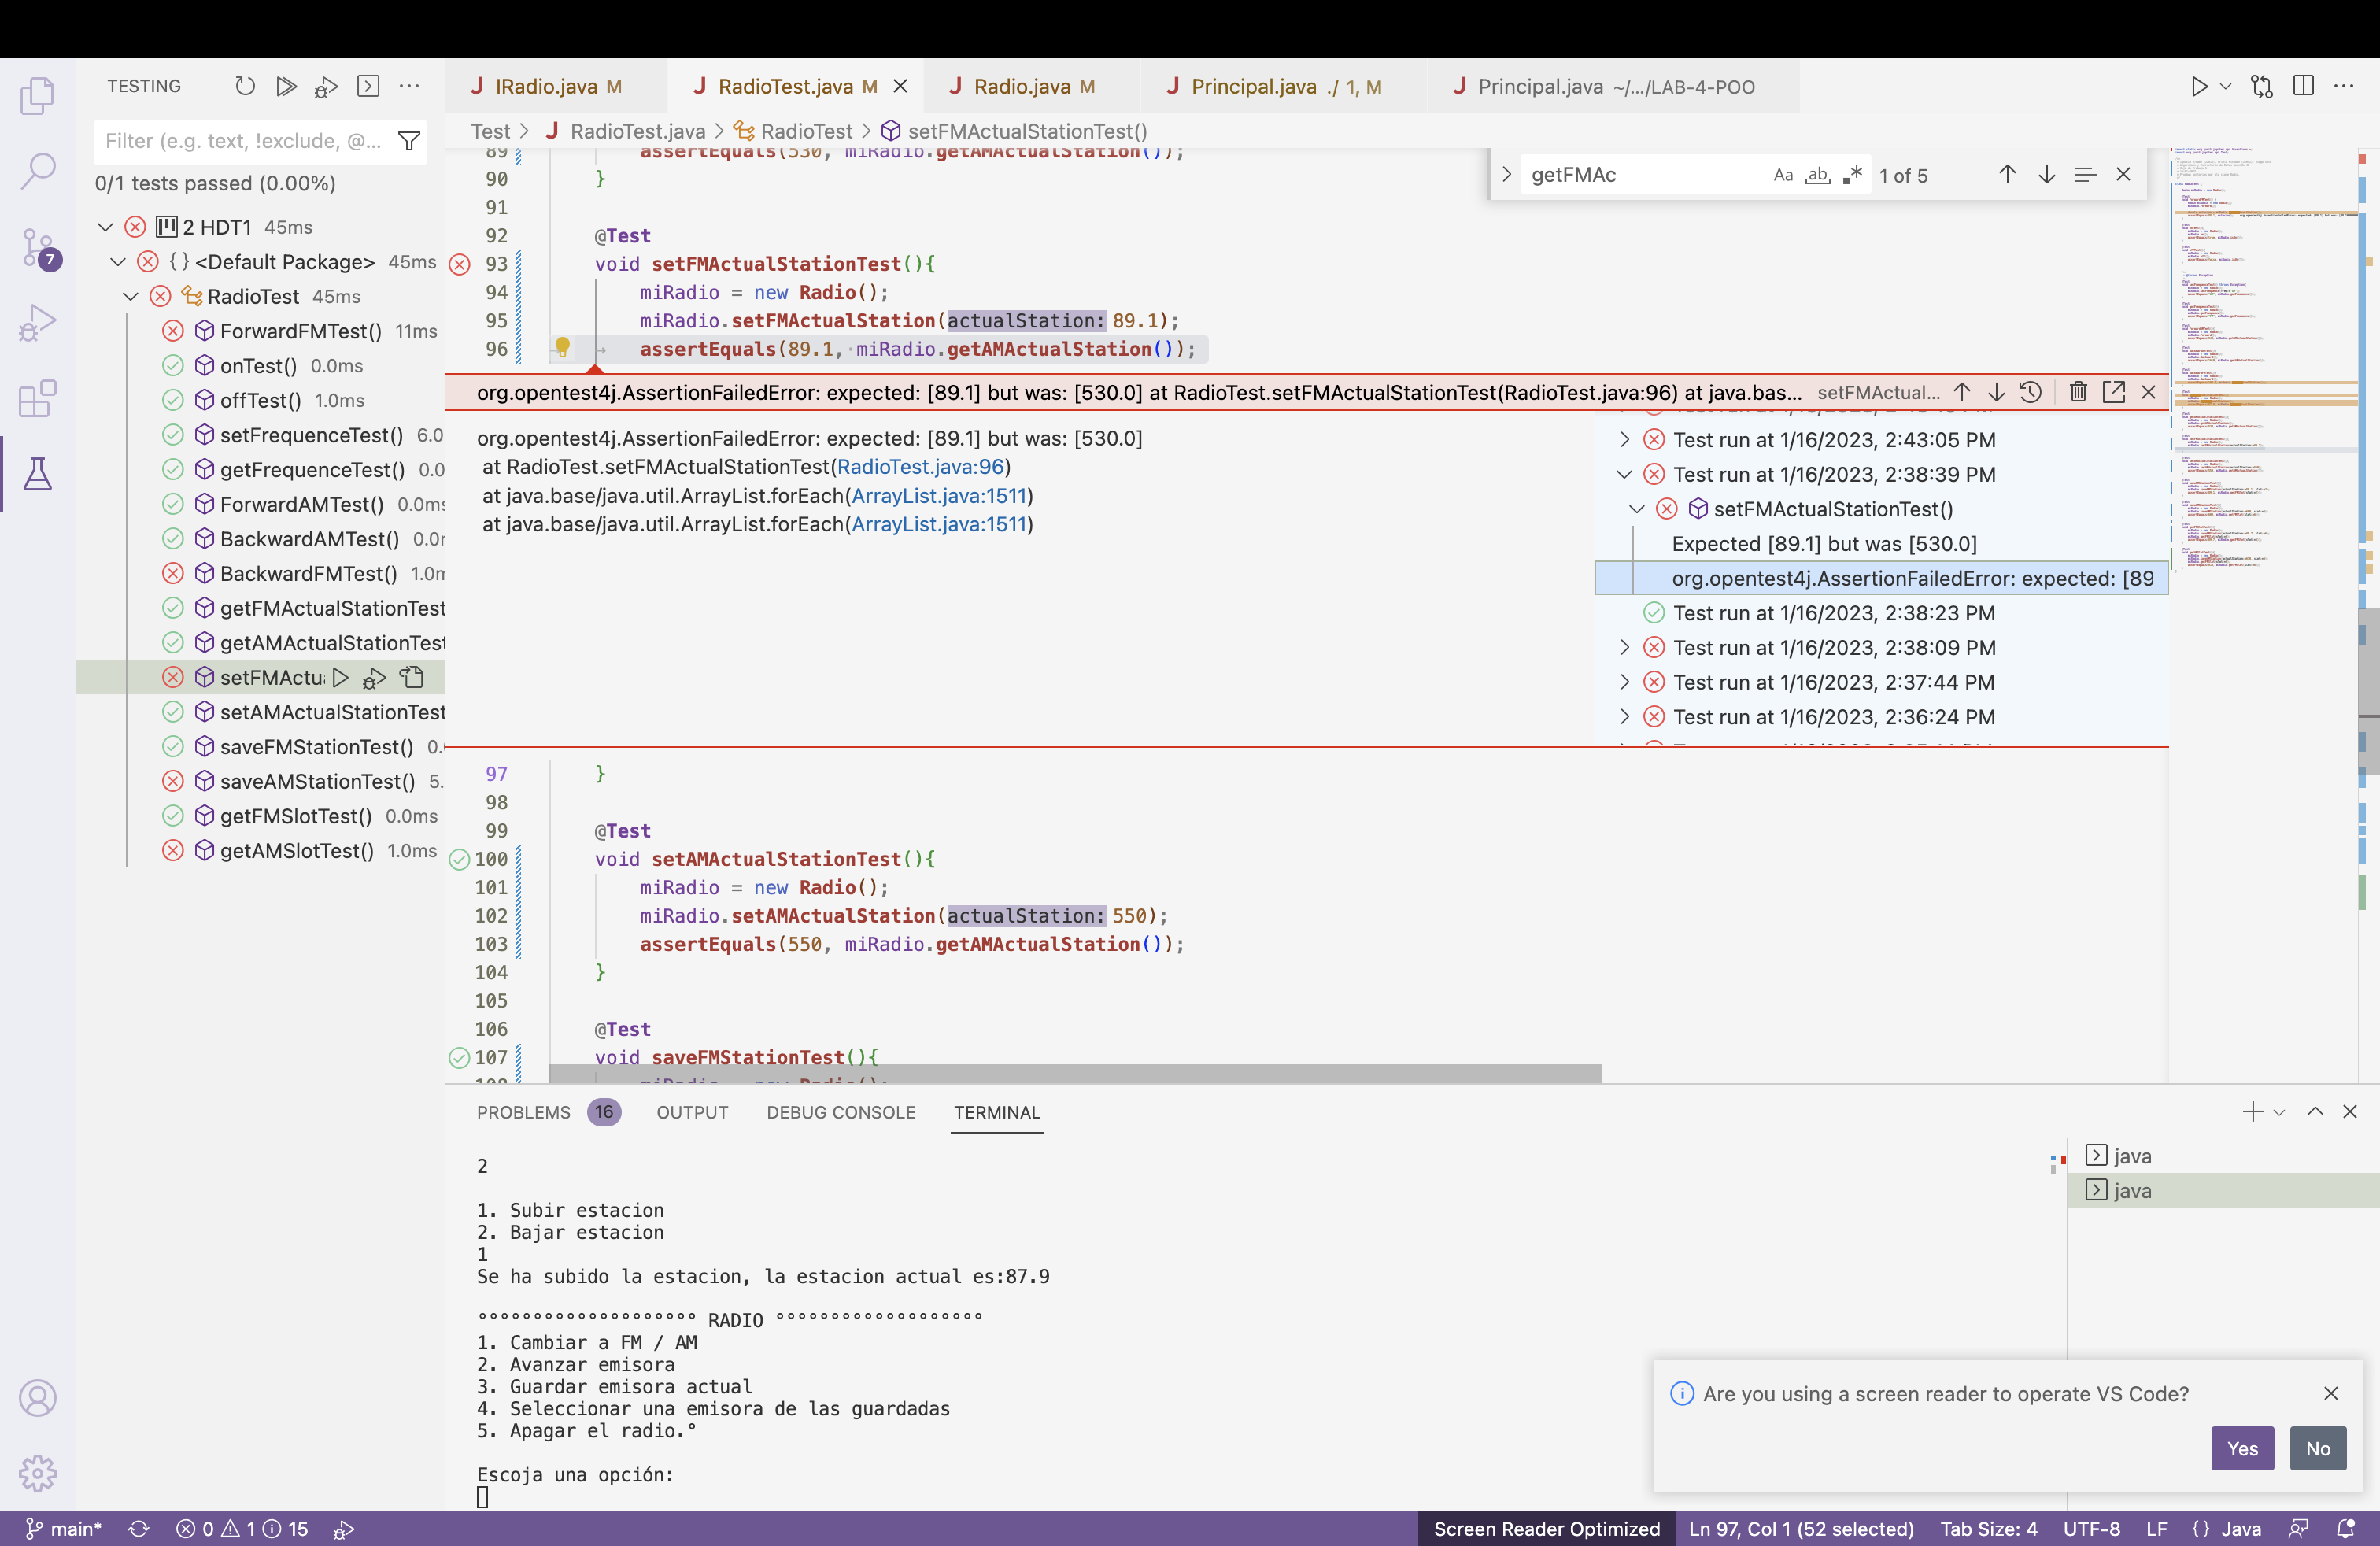 TESTING
Filter (e.g. text, !exclude, @...
0/1 tests passed (0.00%)
2 HDT1 45ms
{} <Default Package> 45ms
RadioTest 45ms
ForwardFMTest() 11ms
onTest() 0.0ms
offTest() 1.0ms
setFrequenceTest() 6.0
getFrequenceTest() 0.0
ForwardAMTest() 0.0ms
BackwardAMTest() 0.0
BackwardFMTest() 1.0m
getFMActualStationTest
getAMActualStationTest
setFMActu
setAMActualStationTest
saveFMStationTest() 0.
saveAMStationTest() 5.
getFMSlotTest() 0.0ms
getAMSlotTest() 1.0ms
7
J IRadio.java M
J RadioTest.java M
J Radio.java M
J Principal.java ./ 1, M
J Principal.java ~/.../LAB-4-POO
Test > J RadioTest.java > RadioTest > setFMActualStationTest()
getFMAc Aa ab .* 1 of 5
89 assertEquals(530, miRadio.getAMActualStation());
90 }
91
92 @Test
93 void setFMActualStationTest(){
94 miRadio = new Radio();
95 miRadio.setFMActualStation(actualStation: 89.1);
96 assertEquals(89.1, miRadio.getAMActualStation());
org.opentest4j.AssertionFailedError: expected: [89.1] but was: [530.0] at RadioTest.setFMActualStationTest(RadioTest.java:96) at java.bas... setFMActual...
org.opentest4j.AssertionFailedError: expected: [89.1] but was: [530.0]
at RadioTest.setFMActualStationTest(RadioTest.java:96)
at java.base/java.util.ArrayList.forEach(ArrayList.java:1511)
at java.base/java.util.ArrayList.forEach(ArrayList.java:1511)
Test run at 1/16/2023, 2:43:05 PM
Test run at 1/16/2023, 2:38:39 PM
setFMActualStationTest()
Expected [89.1] but was [530.0]
org.opentest4j.AssertionFailedError: expected: [89
Test run at 1/16/2023, 2:38:23 PM
Test run at 1/16/2023, 2:38:09 PM
Test run at 1/16/2023, 2:37:44 PM
Test run at 1/16/2023, 2:36:24 PM
97 }
98
99 @Test
100 void setAMActualStationTest(){
101 miRadio = new Radio();
102 miRadio.setAMActualStation(actualStation: 550);
103 assertEquals(550, miRadio.getAMActualStation());
104 }
105
106 @Test
107 void saveFMStationTest(){
108 miRadio = new Radio();
PROBLEMS 16 OUTPUT DEBUG CONSOLE TERMINAL
2
1. Subir estacion
2. Bajar estacion
1
Se ha subido la estacion, la estacion actual es:87.9
°°°°°°°°°°°°°°°°°°°° RADIO °°°°°°°°°°°°°°°°°°°
1. Cambiar a FM / AM
2. Avanzar emisora
3. Guardar emisora actual
4. Seleccionar una emisora de las guardadas
5. Apagar el radio.°
Escoja una opción:
java
java
Are you using a screen reader to operate VS Code?
Yes No
main* 0 1 15
Screen Reader Optimized Ln 97, Col 1 (52 selected) Tab Size: 4 UTF-8 LF {} Java